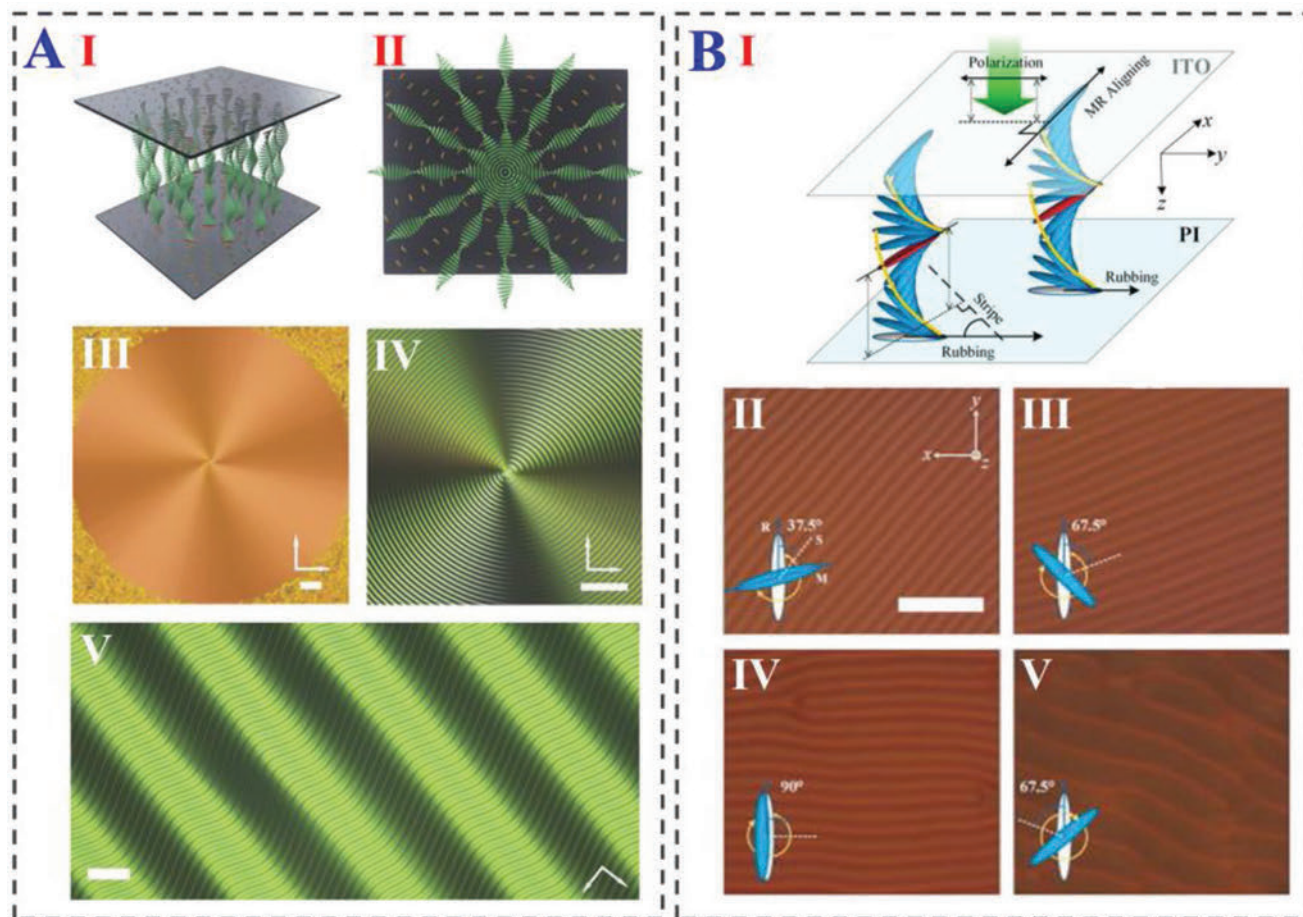 A I II
III IV
V
B I
Polarization
ITO
MR Aligning
x
y
z
PI
Rubbing
Stripe
Rubbing
II III
y
x
z
R 37.5°
S
M
67.5°
IV V
90°
67.5°